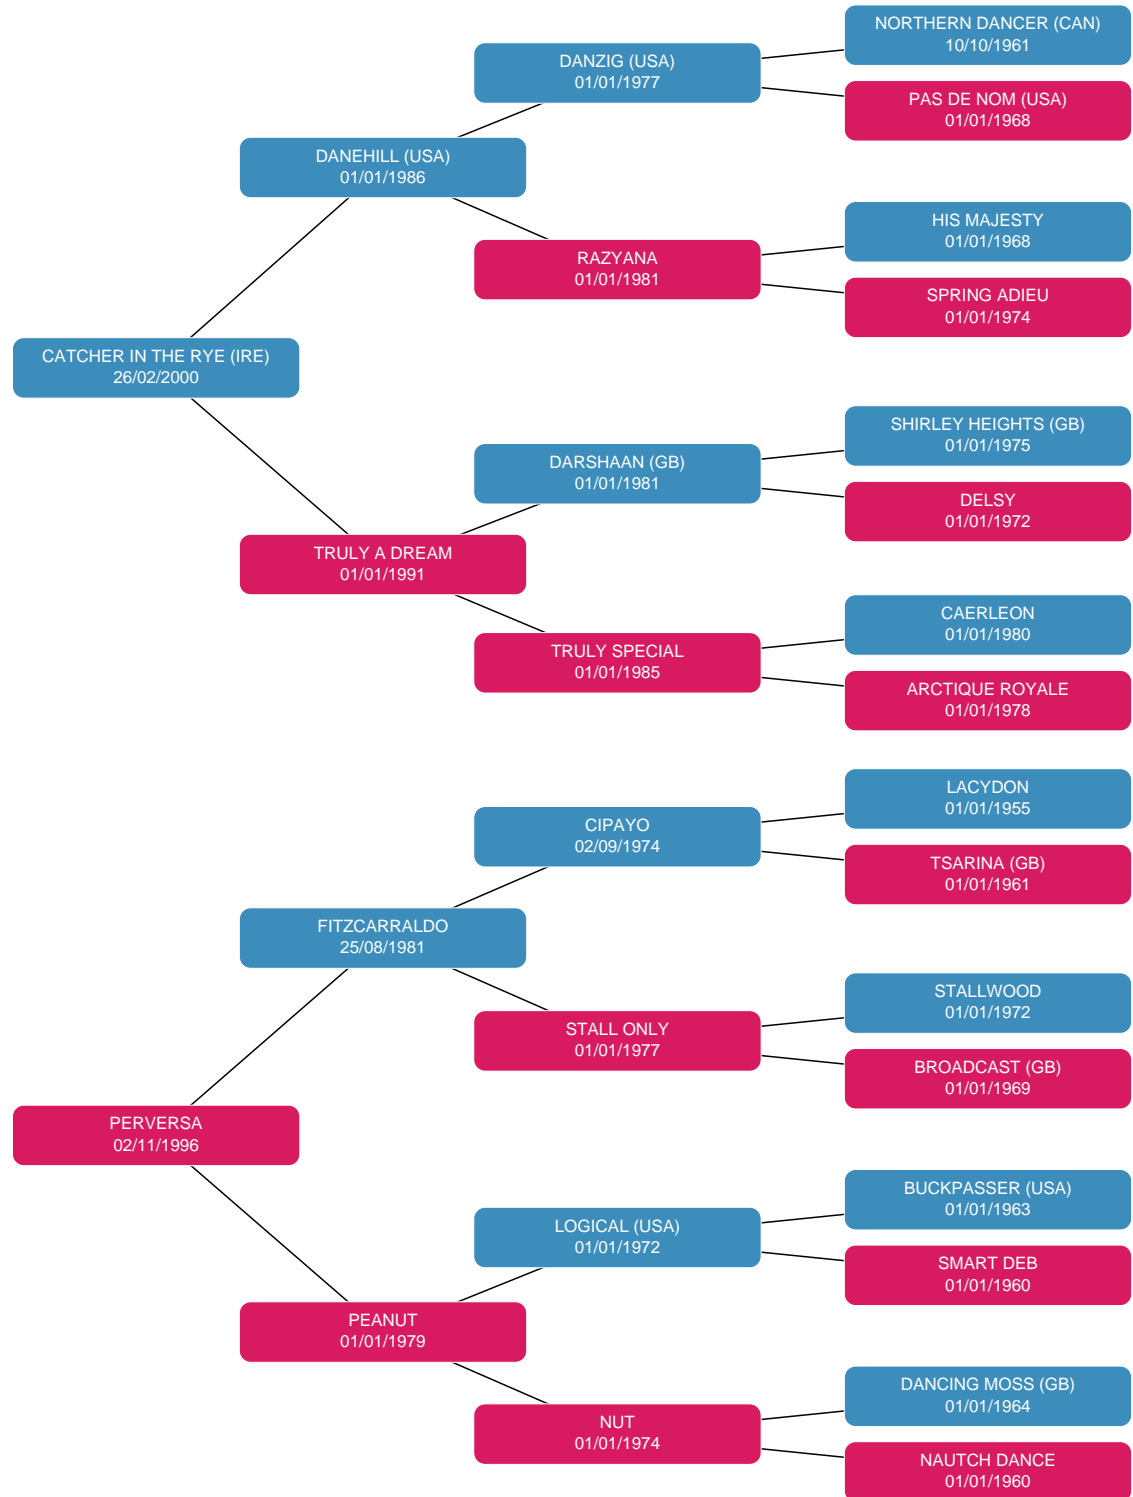 NORTHERN DANCER (CAN)
10/10/1961
DANZIG (USA)
01/01/1977
PAS DE NOM (USA)
01/01/1968
DANEHILL (USA)
01/01/1986
HIS MAJESTY
01/01/1968
RAZYANA
01/01/1981
SPRING ADIEU
01/01/1974
CATCHER IN THE RYE (IRE)
26/02/2000
SHIRLEY HEIGHTS (GB)
01/01/1975
DARSHAAN (GB)
01/01/1981
DELSY
01/01/1972
TRULY A DREAM
01/01/1991
CAERLEON
01/01/1980
TRULY SPECIAL
01/01/1985
ARCTIQUE ROYALE
01/01/1978
LACYDON
01/01/1955
CIPAYO
02/09/1974
TSARINA (GB)
01/01/1961
FITZCARRALDO
25/08/1981
STALLWOOD
01/01/1972
STALL ONLY
01/01/1977
BROADCAST (GB)
01/01/1969
PERVERSA
02/11/1996
BUCKPASSER (USA)
01/01/1963
LOGICAL (USA)
01/01/1972
SMART DEB
01/01/1960
PEANUT
01/01/1979
DANCING MOSS (GB)
01/01/1964
NUT
01/01/1974
NAUTCH DANCE
01/01/1960